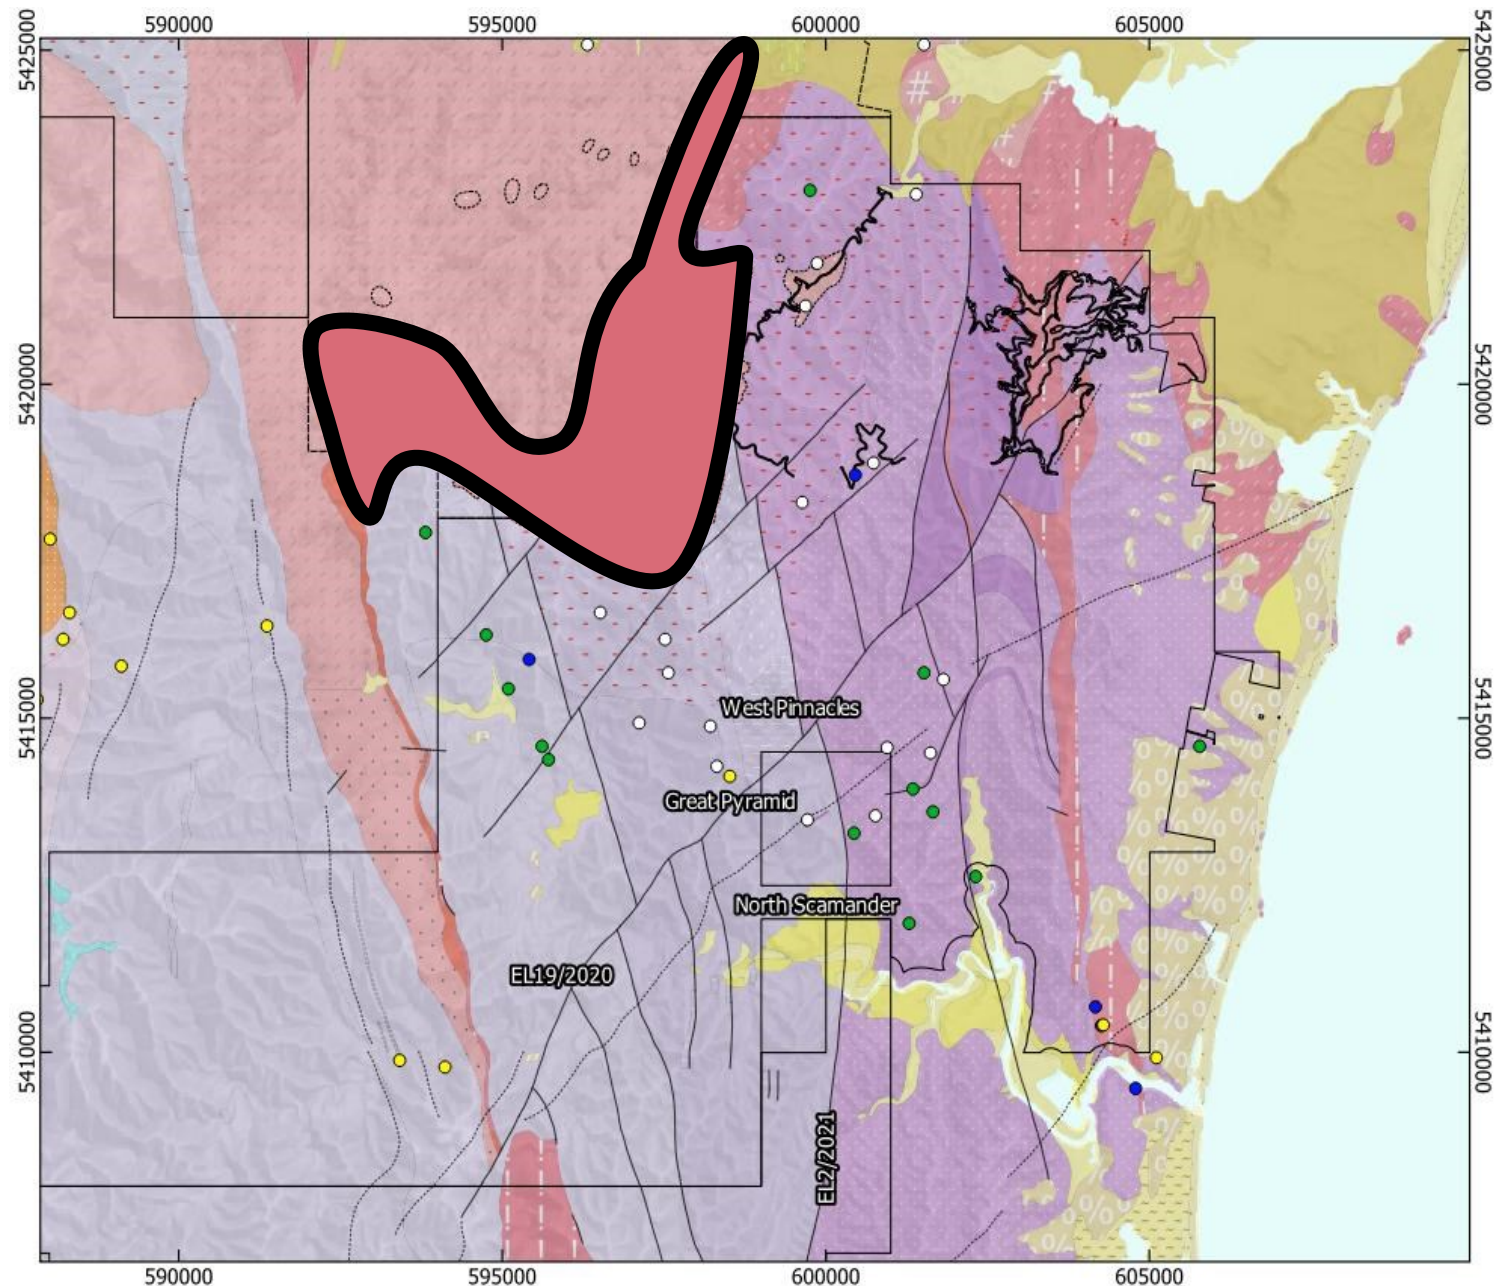 590000 595000 600000 605000
5425000 5425000
5420000 5420000
West Pinnacles
5415000 5415000
Great Pyramid
North Scamander
EL19/2020
5410000 5410000
EL2/2021
590000 595000 600000 605000